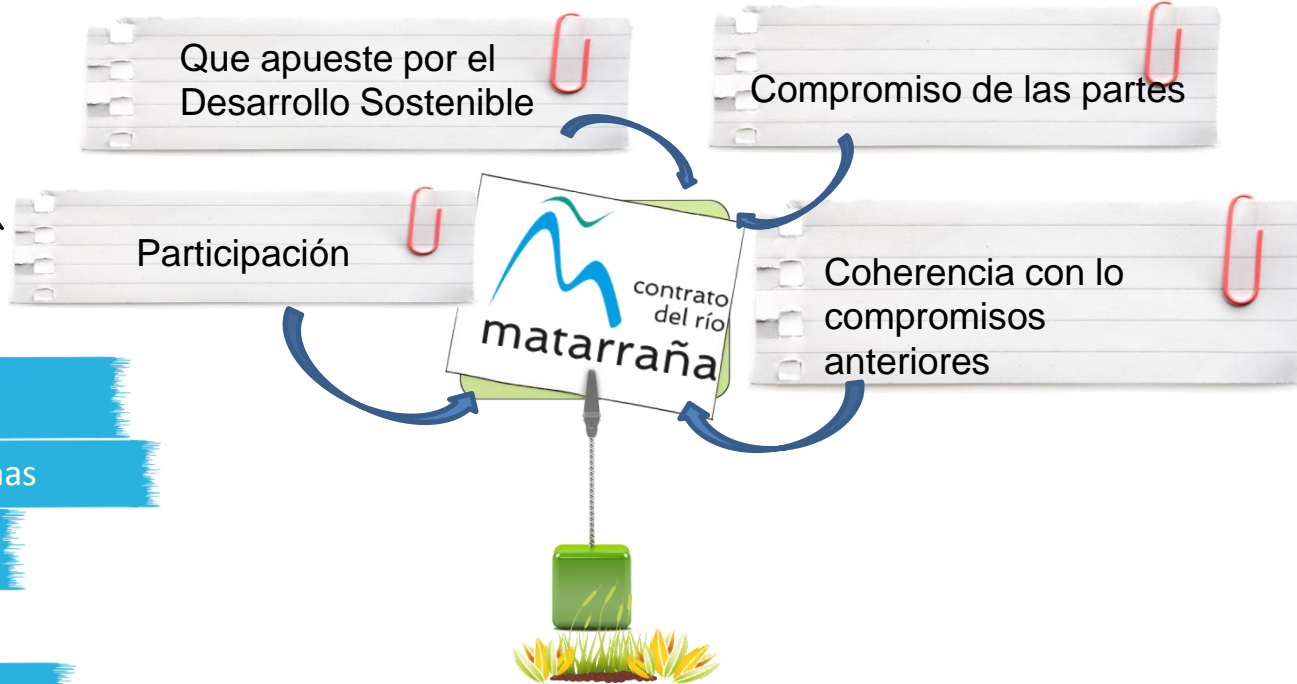 Que apueste por el
Desarrollo Sostenible
Compromiso de las partes
Participación
contrato
del río
matarraña
Coherencia con lo
compromisos
anteriores